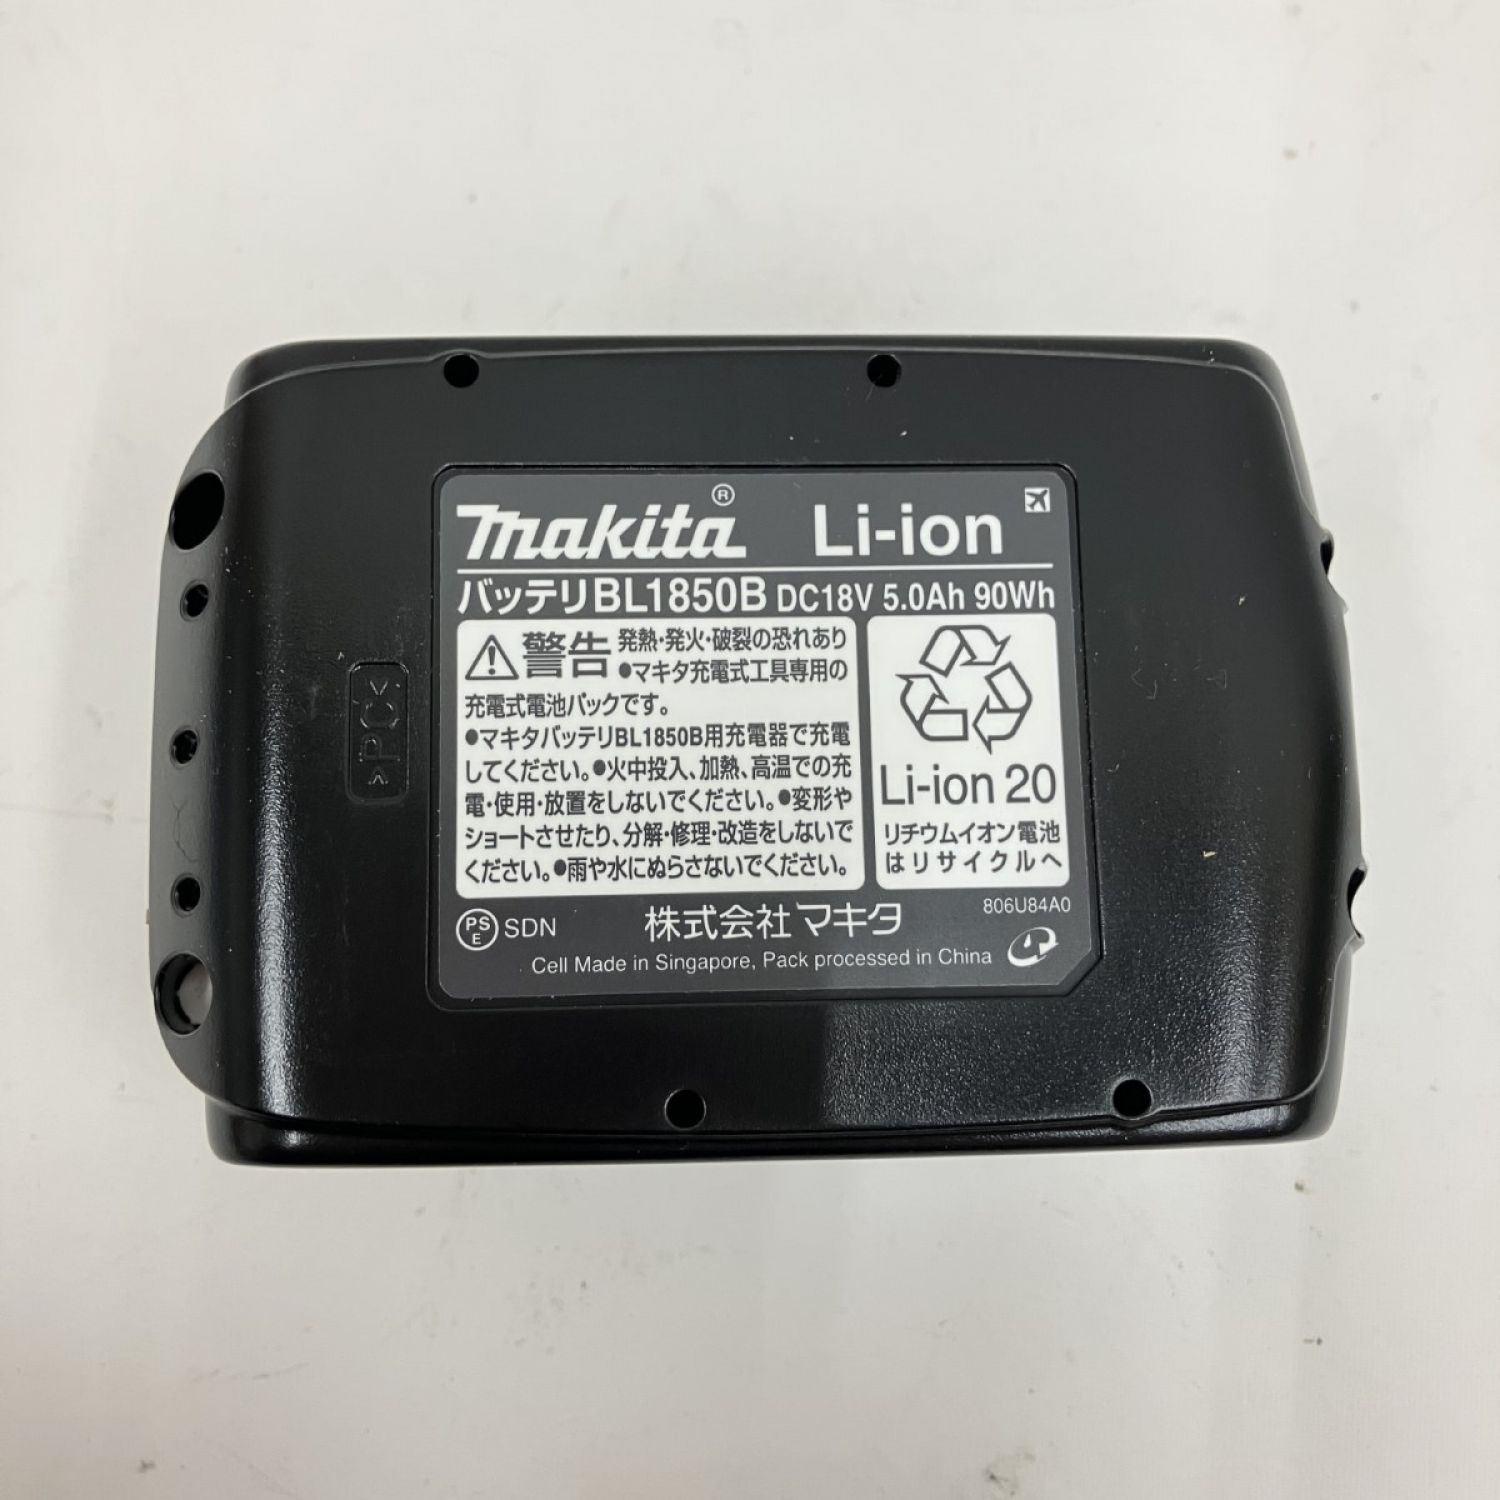 makita® Li-ion
バッテリBL1850B DC18V 5.0Ah 90Wh
警告 発熱・発火・破裂の恐れあり
●マキタ充電式工具専用の
充電式電池パックです。
●マキタバッテリBL1850B用充電器で充電
してください。●火中投入、加熱、高温での充
電・使用・放置をしないでください。●変形や
ショートさせたり、分解・修理・改造をしないで
ください。●雨や水にぬらさないでください。
Li-ion 20
リチウムイオン電池
はリサイクルへ
PSE SDN 株式会社マキタ 806U84A0
Cell Made in Singapore, Pack processed in China
>PC<